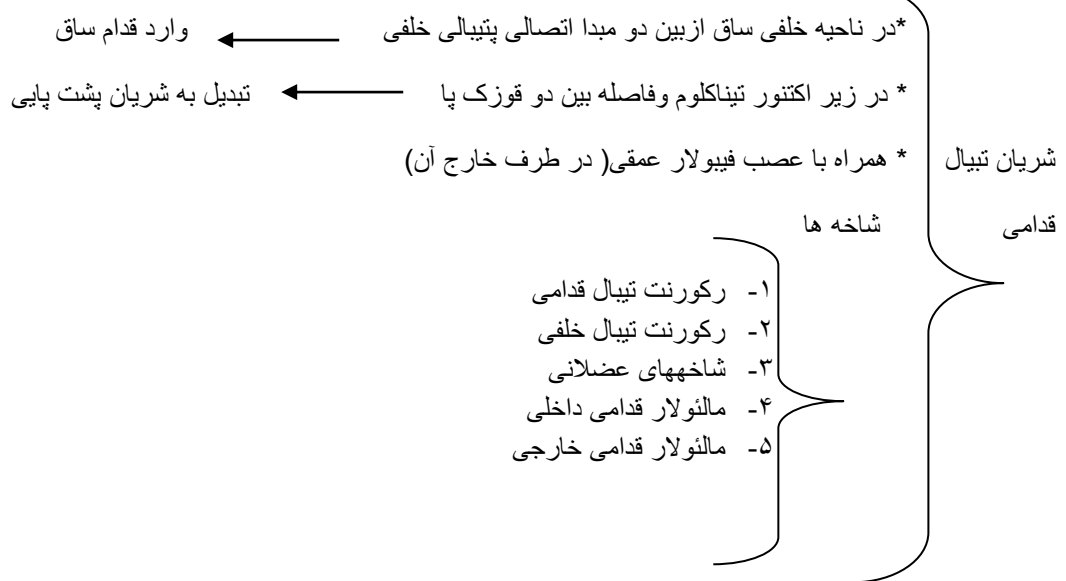 *در ناحیه خلفی ساق ازبین دو مبدا اتصالی پتیبالی خلفی وارد قدام ساق
* در زیر اکتنور تیناکلوم وفاصله بین دو قوزک پا تبدیل به شریان پشت پایی
شریان تبیال * همراه با عصب فیبولار عمقی( در طرف خارج آن)
قدامی شاخه ها
۱- رکورنت تیبال قدامی
۲- رکورنت تیبال خلفی
۳- شاخههای عضلانی
۴- مالئولار قدامی داخلی
۵- مالئولار قدامی خارجی